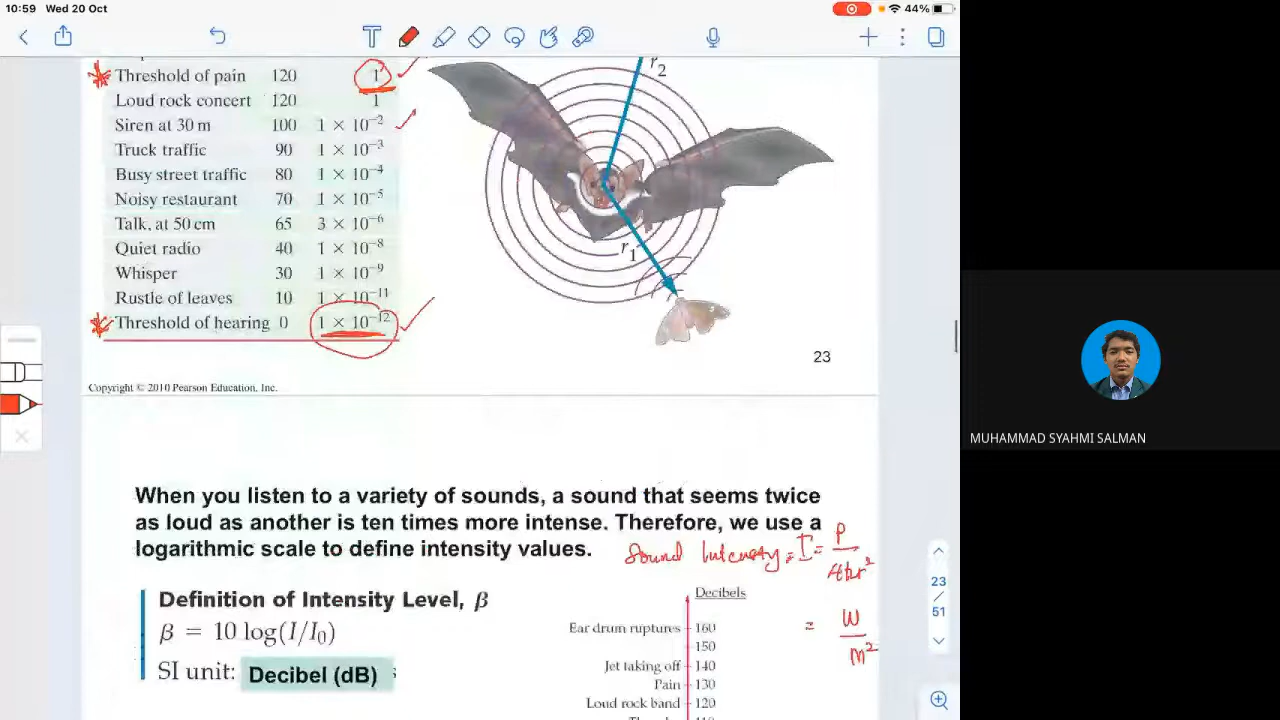 10:59 Wed 20 Oct
44%
Threshold of pain 120 1
Loud rock concert 120 1
Siren at 30 m 100 1 × 10⁻²
Truck traffic 90 1 × 10⁻³
Busy street traffic 80 1 × 10⁻⁴
Noisy restaurant 70 1 × 10⁻⁵
Talk, at 50 cm 65 3 × 10⁻⁶
Quiet radio 40 1 × 10⁻⁸
Whisper 30 1 × 10⁻⁹
Rustle of leaves 10 1 × 10⁻¹¹
Threshold of hearing 0 1 × 10⁻¹²
r₂
r₁
23
Copyright © 2010 Pearson Education, Inc.
MUHAMMAD SYAHMI SALMAN
When you listen to a variety of sounds, a sound that seems twice
as loud as another is ten times more intense. Therefore, we use a
logarithmic scale to define intensity values.
Sound Intensity = I = P / 4πr²
= W / m²
Definition of Intensity Level, β
β = 10 log(I/I₀)
SI unit: Decibel (dB)
Decibels
Ear drum ruptures 160
150
Jet taking off 140
Pain 130
Loud rock band 120
23
/
51